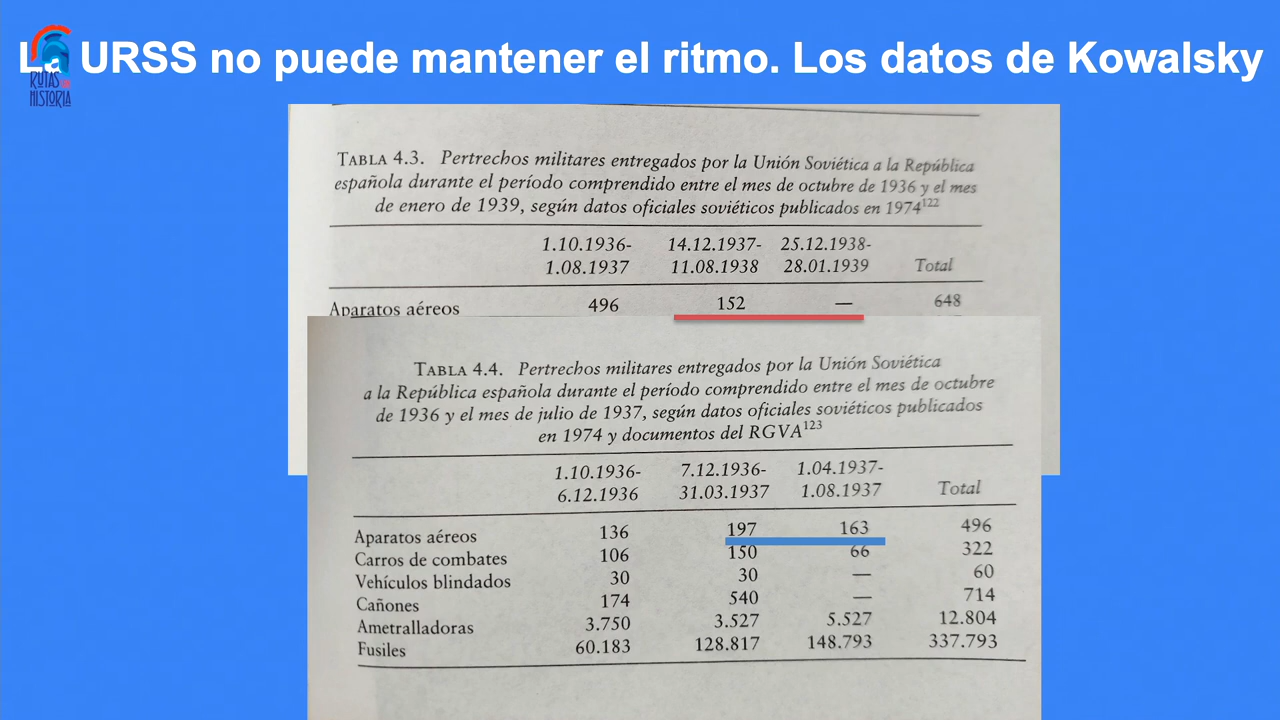 La URSS no puede mantener el ritmo. Los datos de Kowalsky
RUTAS
HISTORIA
TABLA 4.3. Pertrechos militares entregados por la Unión Soviética a la República
española durante el período comprendido entre el mes de octubre de 1936 y el mes
de enero de 1939, según datos oficiales soviéticos publicados en 1974122
1.10.1936- 14.12.1937- 25.12.1938-
1.08.1937 11.08.1938 28.01.1939 Total
Aparatos aéreos 496 152 — 648
TABLA 4.4. Pertrechos militares entregados por la Unión Soviética
a la República española durante el período comprendido entre el mes de octubre
de 1936 y el mes de julio de 1937, según datos oficiales soviéticos publicados
en 1974 y documentos del RGVA123
1.10.1936- 7.12.1936- 1.04.1937-
6.12.1936 31.03.1937 1.08.1937 Total
Aparatos aéreos 136 197 163 496
Carros de combates 106 150 66 322
Vehículos blindados 30 30 — 60
Cañones 174 540 — 714
Ametralladoras 3.750 3.527 5.527 12.804
Fusiles 60.183 128.817 148.793 337.793